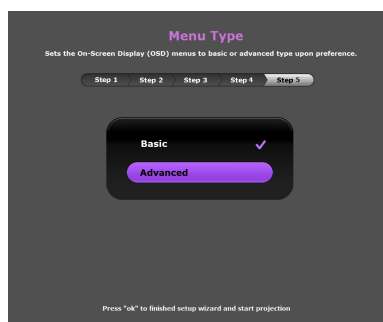 Menu Type
Sets the On-Screen Display (OSD) menus to basic or advanced type upon preference.
Step 1 Step 2 Step 3 Step 4 Step 5
Basic
Advanced
Press "ok" to finished setup wizard and start projection